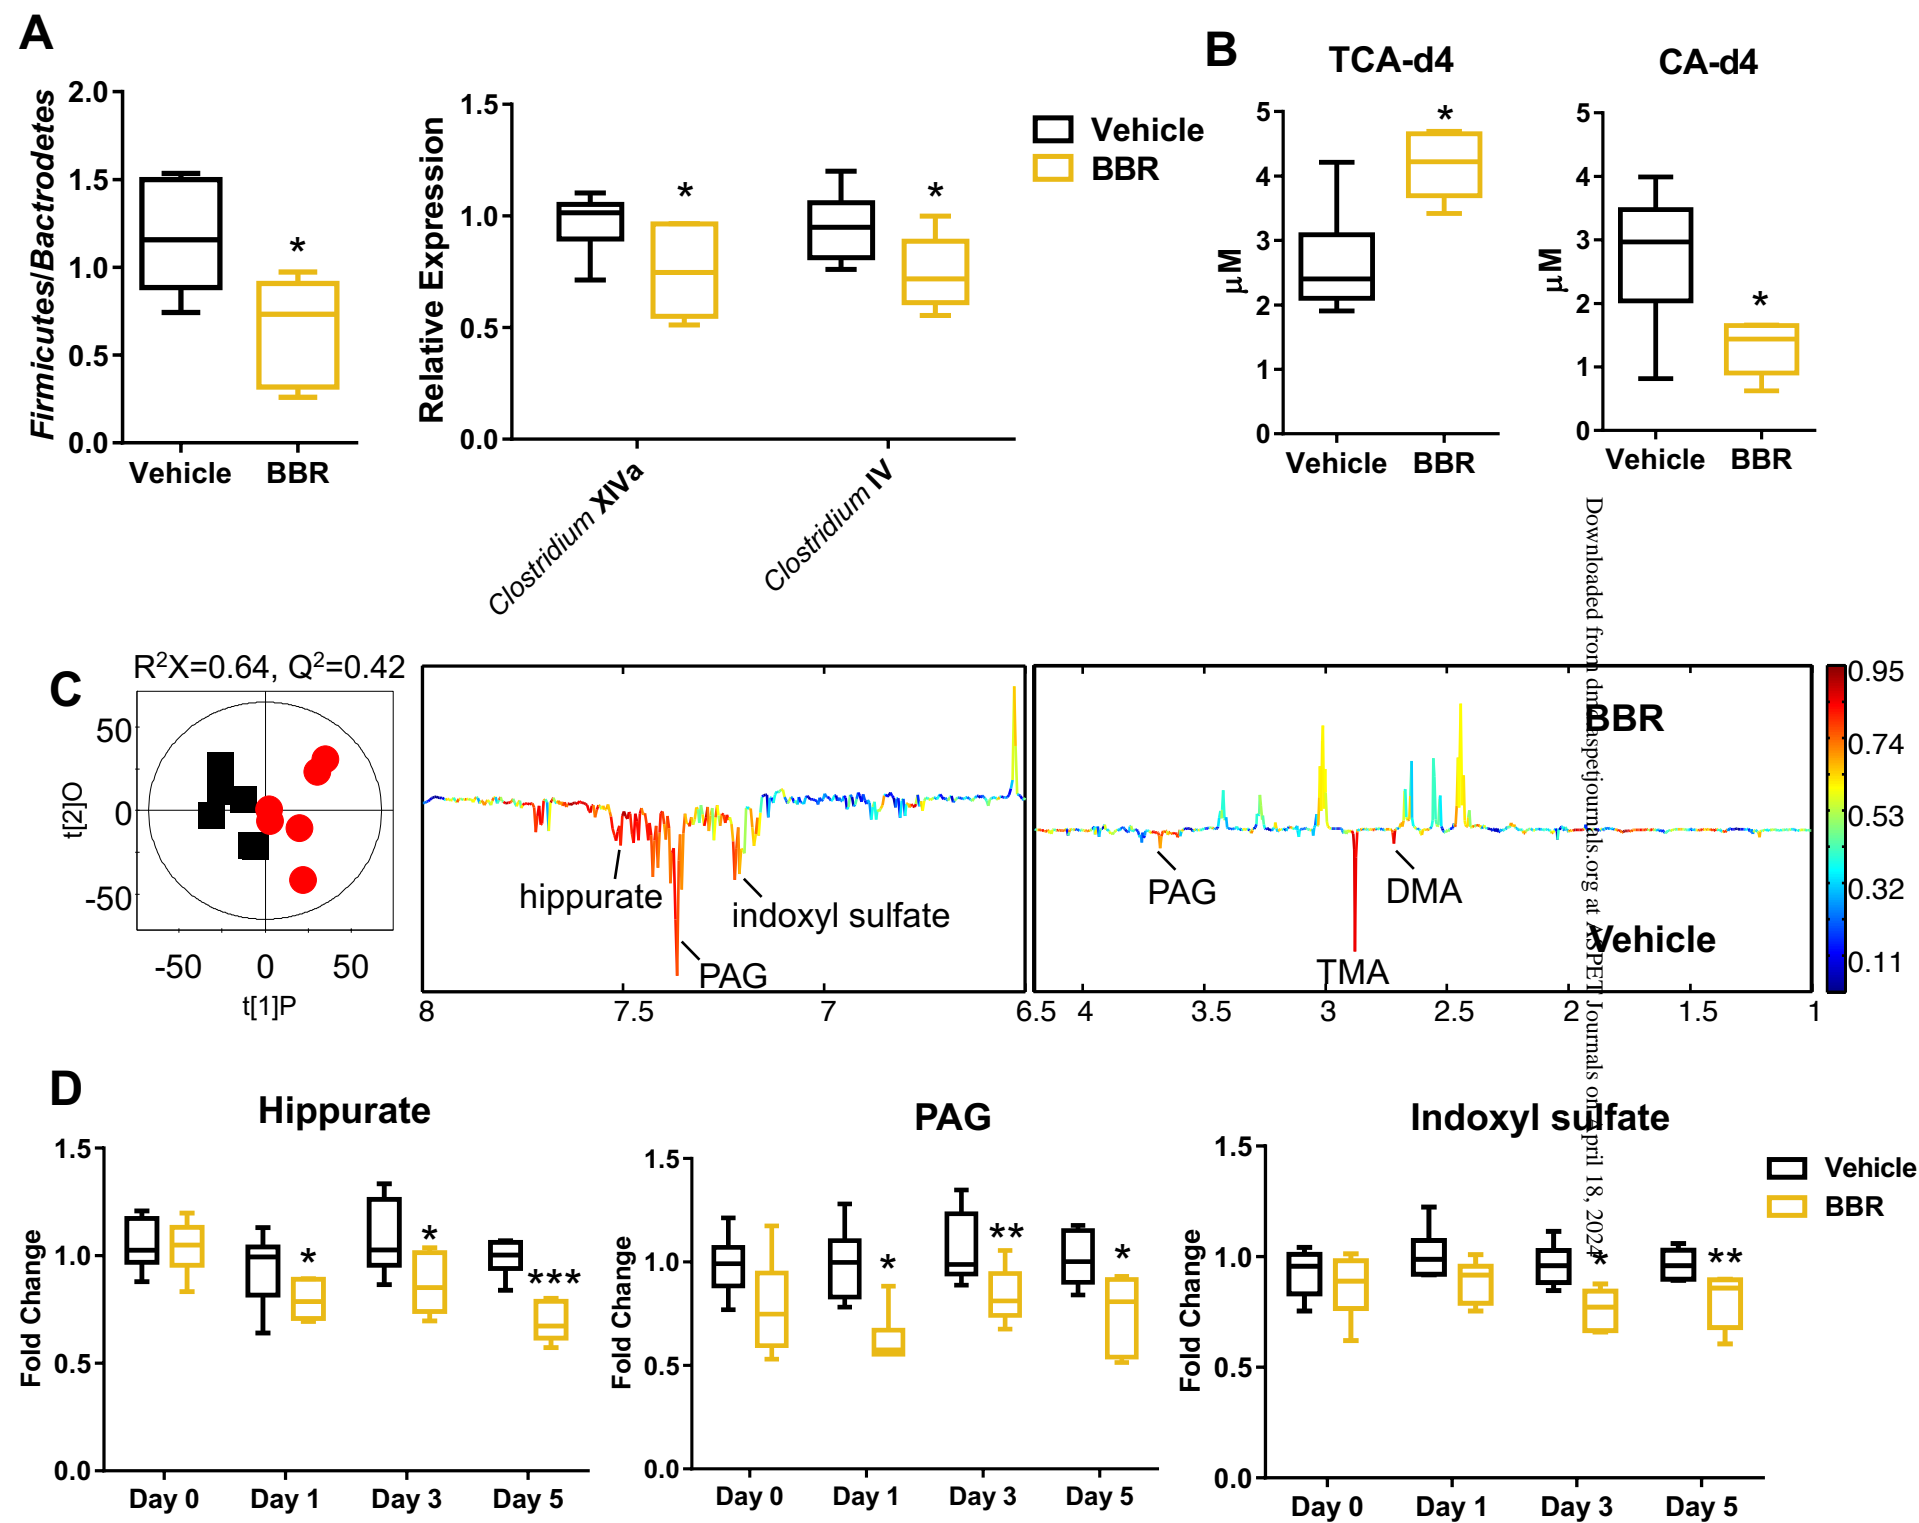 A
Firmicutes/Bactrodetes
2.0
1.5
1.0
0.5
0.0
Vehicle
BBR
*
Relative Expression
1.5
1.0
0.5
0.0
*
*
Clostridium XIVa
Clostridium IV
Vehicle
BBR
B
TCA-d4
µM
5
4
3
2
1
0
*
Vehicle
BBR
CA-d4
µM
5
4
3
2
1
0
*
Vehicle
BBR
Downloaded from dmd.aspetjournals.org at ASPET Journals on April 18, 2024
C
R²X=0.64, Q²=0.42
t[2]O
50
0
-50
-50
0
50
t[1]P
hippurate
indoxyl sulfate
PAG
8
7.5
7
6.5
BBR
PAG
DMA
TMA
Vehicle
4
3.5
3
2.5
2
1.5
1
0.95
0.74
0.53
0.32
0.11
D
Hippurate
Fold Change
1.5
1.0
0.5
0.0
*
*
***
Day 0
Day 1
Day 3
Day 5
PAG
Fold Change
1.5
1.0
0.5
0.0
*
**
*
Day 0
Day 1
Day 3
Day 5
Indoxyl sulfate
Fold Change
1.5
1.0
0.5
0.0
*
**
Day 0
Day 1
Day 3
Day 5
Vehicle
BBR